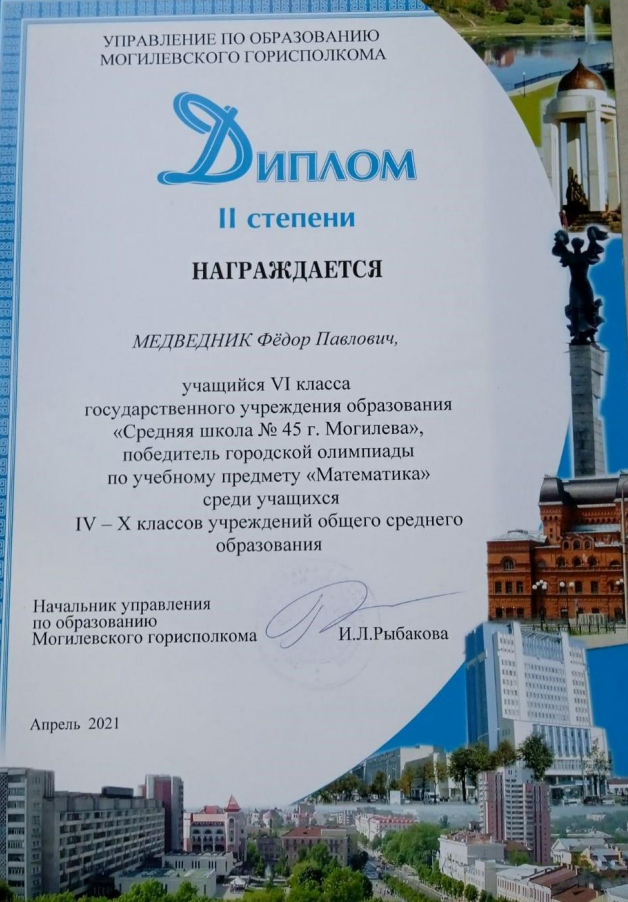 УПРАВЛЕНИЕ ПО ОБРАЗОВАНИЮ
МОГИЛЕВСКОГО ГОРИСПОЛКОМА
ДИПЛОМ
II степени
НАГРАЖДАЕТСЯ
МЕДВЕДНИК Фёдор Павлович,
учащийся VI класса
государственного учреждения образования
«Средняя школа № 45 г. Могилева»,
победитель городской олимпиады
по учебному предмету «Математика»
среди учащихся
IV – X классов учреждений общего среднего
образования
Начальник управления
по образованию
Могилевского горисполкома
И.Л.Рыбакова
Апрель 2021